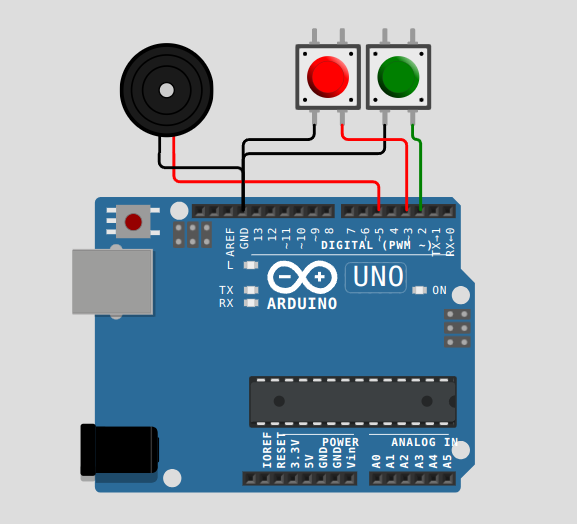 AREF
GND
13
12
~11
~10
~9
8
7
~6
~5
4
~3
2
TX→1
RX←0
DIGITAL (PWM ~)
L
TX
RX
UNO
ON
ARDUINO
IOREF
RESET
3.3V
5V
GND
GND
Vin
POWER
ANALOG IN
A0
A1
A2
A3
A4
A5